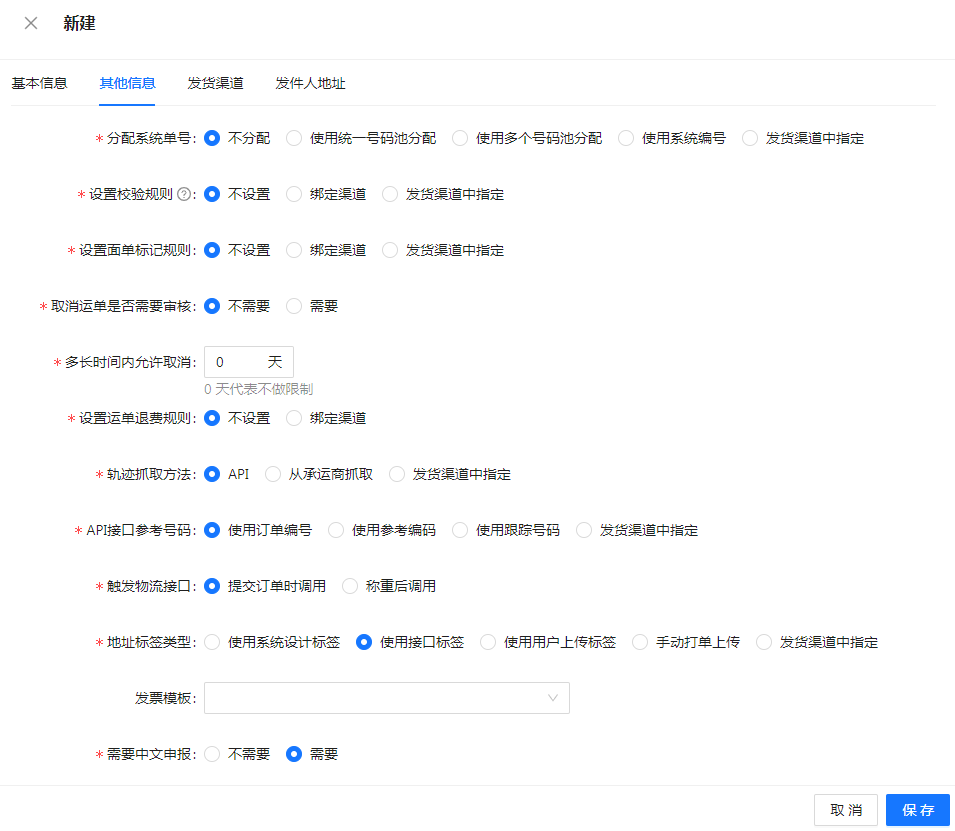 新建
基本信息 其他信息 发货渠道 发件人地址
* 分配系统单号: 不分配 使用统一号码池分配 使用多个号码池分配 使用系统编号 发货渠道中指定
* 设置校验规则 ? : 不设置 绑定渠道 发货渠道中指定
* 设置面单标记规则: 不设置 绑定渠道 发货渠道中指定
* 取消运单是否需要审核: 不需要 需要
* 多长时间内允许取消: 0 天
0 天代表不做限制
* 设置运单退费规则: 不设置 绑定渠道
* 轨迹抓取方法: API 从承运商抓取 发货渠道中指定
* API接口参考号码: 使用订单编号 使用参考编码 使用跟踪号码 发货渠道中指定
* 触发物流接口: 提交订单时调用 称重后调用
* 地址标签类型: 使用系统设计标签 使用接口标签 使用用户上传标签 手动打单上传 发货渠道中指定
发票模板:
* 需要中文申报: 不需要 需要
取 消 保 存